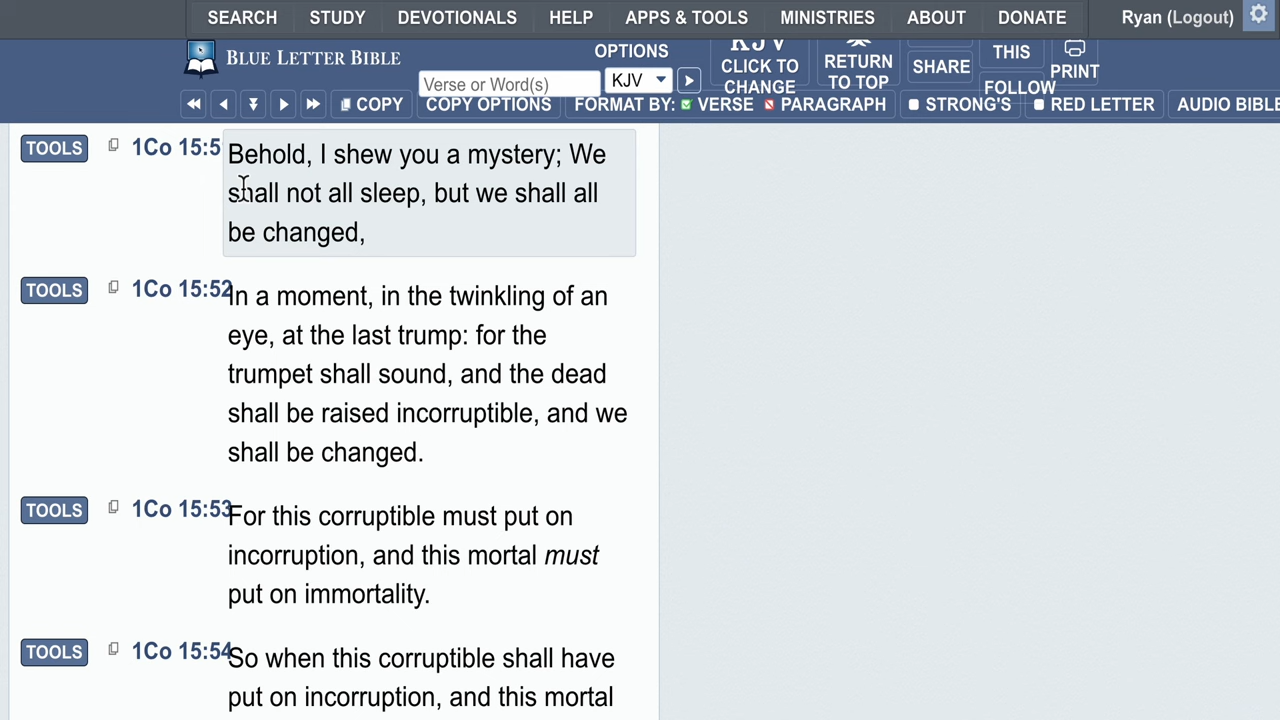 SEARCH STUDY DEVOTIONALS HELP APPS & TOOLS MINISTRIES ABOUT DONATE Ryan (Logout)
BLUE LETTER BIBLE
OPTIONS
Verse or Word(s) KJV
KJV
CLICK TO
CHANGE
RETURN
TO TOP
SHARE
THIS
FOLLOW
PRINT
COPY COPY OPTIONS FORMAT BY: VERSE PARAGRAPH STRONG'S RED LETTER AUDIO BIBLE
TOOLS 1Co 15:5 Behold, I shew you a mystery; We
shall not all sleep, but we shall all
be changed,
TOOLS 1Co 15:52 In a moment, in the twinkling of an
eye, at the last trump: for the
trumpet shall sound, and the dead
shall be raised incorruptible, and we
shall be changed.
TOOLS 1Co 15:53 For this corruptible must put on
incorruption, and this mortal must
put on immortality.
TOOLS 1Co 15:54 So when this corruptible shall have
put on incorruption, and this mortal